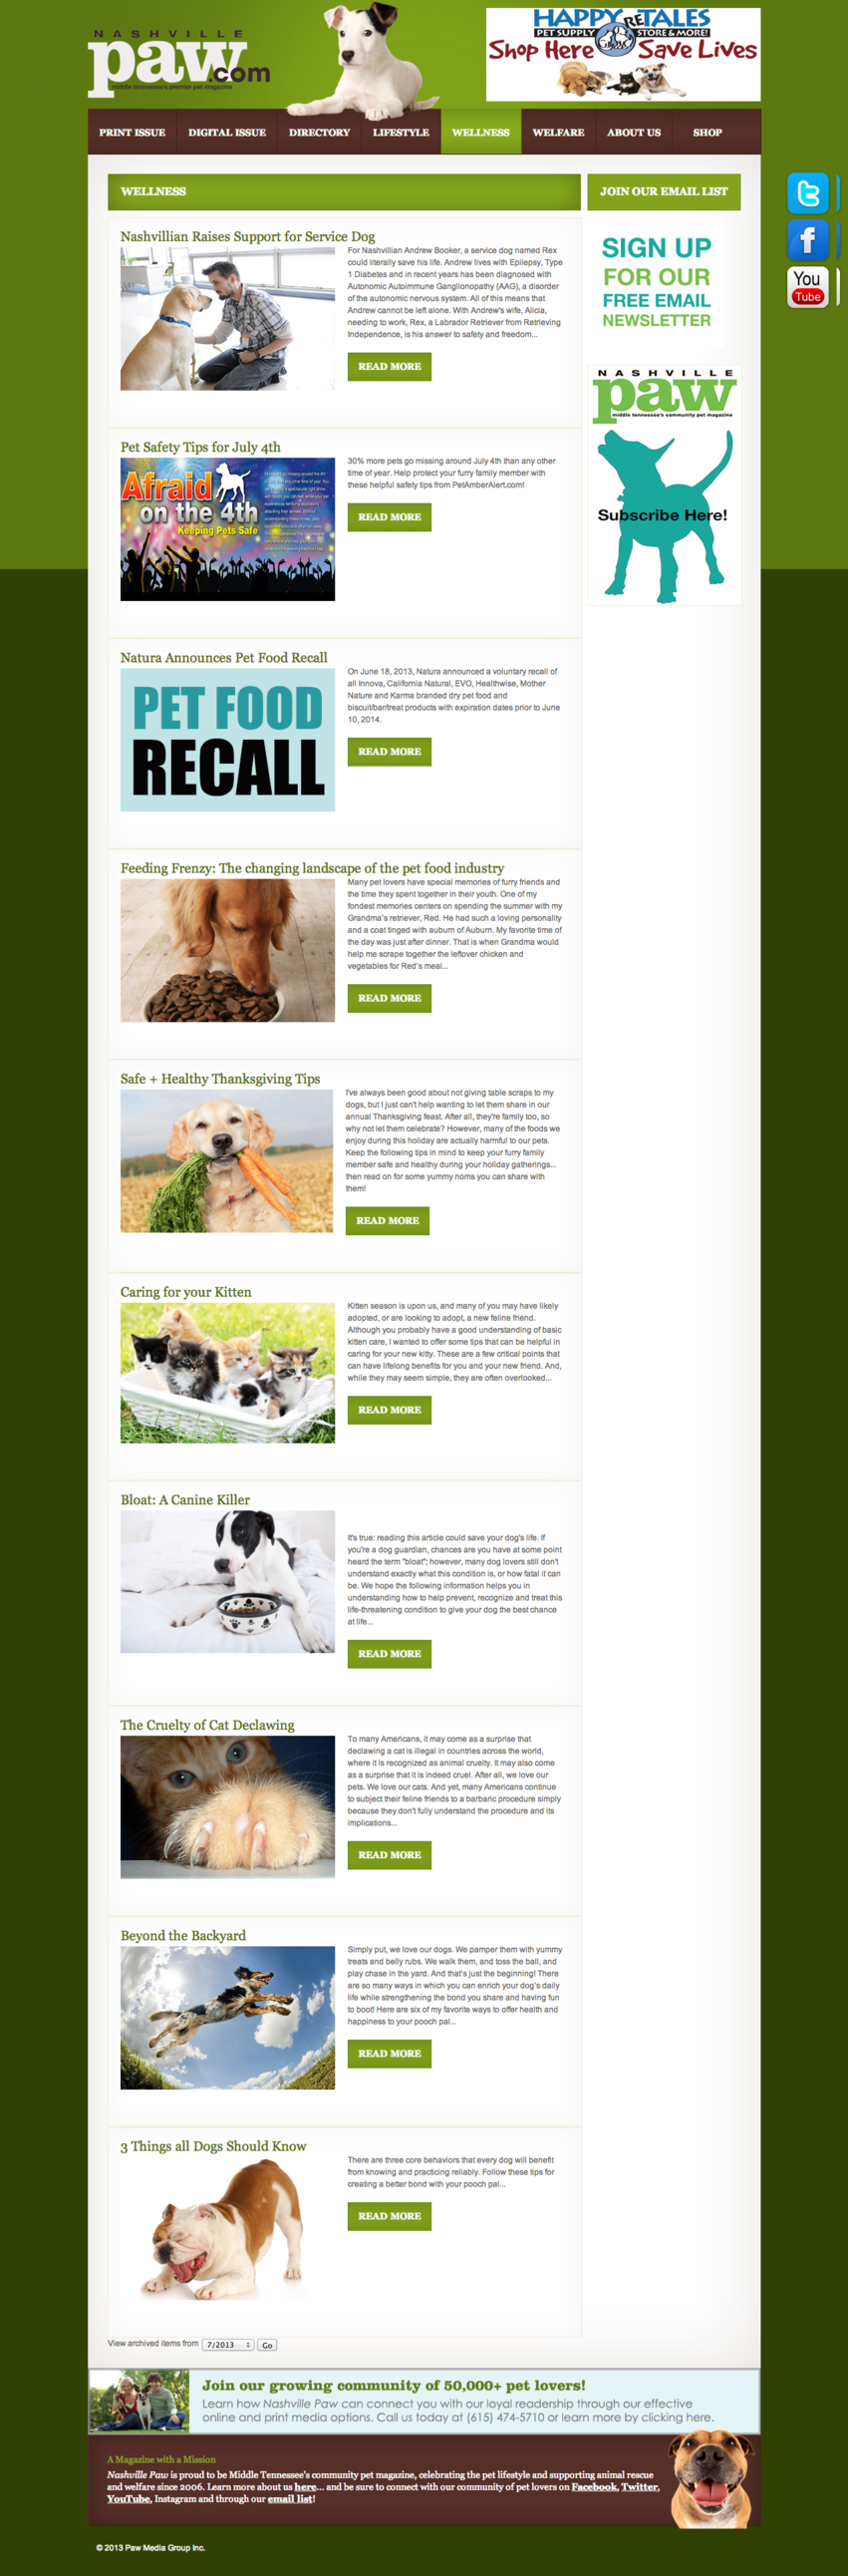 NASHVILLE
paw.com
middle tennessee's premier pet magazine
HAPPY RETALES
PET SUPPLY STORE & MORE!
Shop Here Save Lives
PRINT ISSUE DIGITAL ISSUE DIRECTORY LIFESTYLE WELLNESS WELFARE ABOUT US SHOP
WELLNESS
Nashvillian Raises Support for Service Dog
For Nashvillian Andrew Booker, a service dog named Rex
could literally save his life. Andrew lives with Epilepsy, Type
1 Diabetes and in recent years has been diagnosed with
Autonomic Autoimmune Ganglionopathy (AAG), a disorder
of the autonomic nervous system. All of this means that
Andrew cannot be left alone. With Andrew's wife, Alicia,
needing to work, Rex, a Labrador Retriever from Retrieving
Independence, is his answer to safety and freedom...
READ MORE
Pet Safety Tips for July 4th
Afraid
on the 4th
Keeping Pets Safe
30% more pets go missing around July 4th than any other
time of year. Help protect your furry family member with
these helpful safety tips from PetAmberAlert.com!
READ MORE
Natura Announces Pet Food Recall
PET FOOD
RECALL
On June 18, 2013, Natura announced a voluntary recall of
all Innova, California Natural, EVO, Healthwise, Mother
Nature and Karma branded dry pet food and
biscuit/bar/treat products with expiration dates prior to June
10, 2014.
READ MORE
Feeding Frenzy: The changing landscape of the pet food industry
Many pet lovers have special memories of furry friends and
the time they spent together in their youth. One of my
fondest memories centers on spending the summer with my
Grandma's retriever, Red. He had such a loving personality
and a coat tinged with auburn of Auburn. My favorite time of
the day was just after dinner. That is when Grandma would
help me scrape together the leftover chicken and
vegetables for Red's meal...
READ MORE
Safe + Healthy Thanksgiving Tips
I've always been good about not giving table scraps to my
dogs, but I just can't help wanting to let them share in our
annual Thanksgiving feast. After all, they're family too, so
why not let them celebrate? However, many of the foods we
enjoy during this holiday are actually harmful to our pets.
Keep the following tips in mind to keep your furry family
member safe and healthy during your holiday gatherings...
then read on for some yummy noms you can share with
them!
READ MORE
Caring for your Kitten
Kitten season is upon us, and many of you may have likely
adopted, or are looking to adopt, a new feline friend.
Although you probably have a good understanding of basic
kitten care, I wanted to offer some tips that can be helpful in
caring for your new kitty. These are a few critical points that
can have lifelong benefits for you and your new friend. And,
while they may seem simple, they are often overlooked...
READ MORE
Bloat: A Canine Killer
It's true: reading this article could save your dog's life. If
you're a dog guardian, chances are you have at some point
heard the term "bloat"; however, many dog lovers still don't
understand exactly what this condition is, or how fatal it can
be. We hope the following information helps you in
understanding how to help prevent, recognize and treat this
life-threatening condition to give your dog the best chance
at life...
READ MORE
The Cruelty of Cat Declawing
To many Americans, it may come as a surprise that
declawing a cat is illegal in countries across the world,
where it is recognized as animal cruelty. It may also come
as a surprise that it is indeed cruel. After all, we love our
pets. We love our cats. And yet, many Americans continue
to subject their feline friends to a barbaric procedure simply
because they don't fully understand the procedure and its
implications...
READ MORE
Beyond the Backyard
Simply put, we love our dogs. We pamper them with yummy
treats and belly rubs. We walk them, and toss the ball, and
play chase in the yard. And that's just the beginning! There
are so many ways in which you can enrich your dog's daily
life while strengthening the bond you share and having fun
to boot! Here are six of my favorite ways to offer health and
happiness to your pooch pal...
READ MORE
3 Things all Dogs Should Know
There are three core behaviors that every dog will benefit
from knowing and practicing reliably. Follow these tips for
creating a better bond with your pooch pal...
READ MORE
View archived items from 7/2013 Go
JOIN OUR EMAIL LIST
SIGN UP
FOR OUR
FREE EMAIL
NEWSLETTER
NASHVILLE
paw
middle tennessee's community pet magazine
Subscribe Here!
You
Tube
Join our growing community of 50,000+ pet lovers!
Learn how Nashville Paw can connect you with our loyal readership through our effective
online and print media options. Call us today at (615) 474-5710 or learn more by clicking here.
A Magazine with a Mission
Nashville Paw is proud to be Middle Tennessee's community pet magazine, celebrating the pet lifestyle and supporting animal rescue
and welfare since 2006. Learn more about us here... and be sure to connect with our community of pet lovers on Facebook, Twitter,
YouTube, Instagram and through our email list!
© 2013 Paw Media Group Inc.